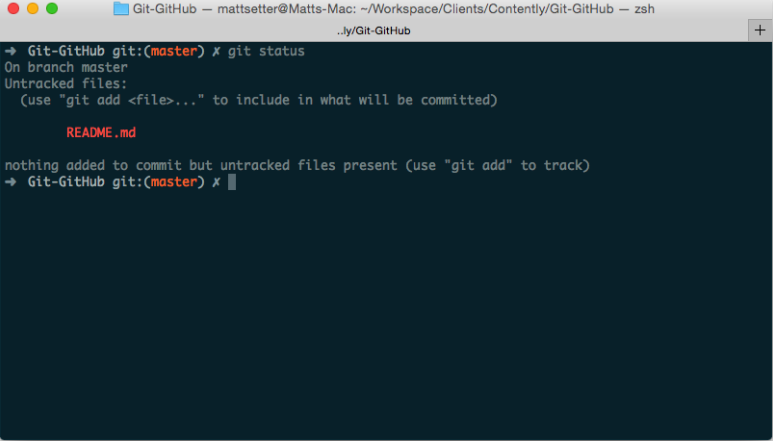 Git-GitHub — mattsetter@Matts-Mac: ~/Workspace/Clients/Contently/Git-GitHub — zsh
..ly/Git-GitHub +
➜ Git-GitHub git:(master) ✗ git status
On branch master
Untracked files:
(use "git add <file>..." to include in what will be committed)
README.md
nothing added to commit but untracked files present (use "git add" to track)
➜ Git-GitHub git:(master) ✗